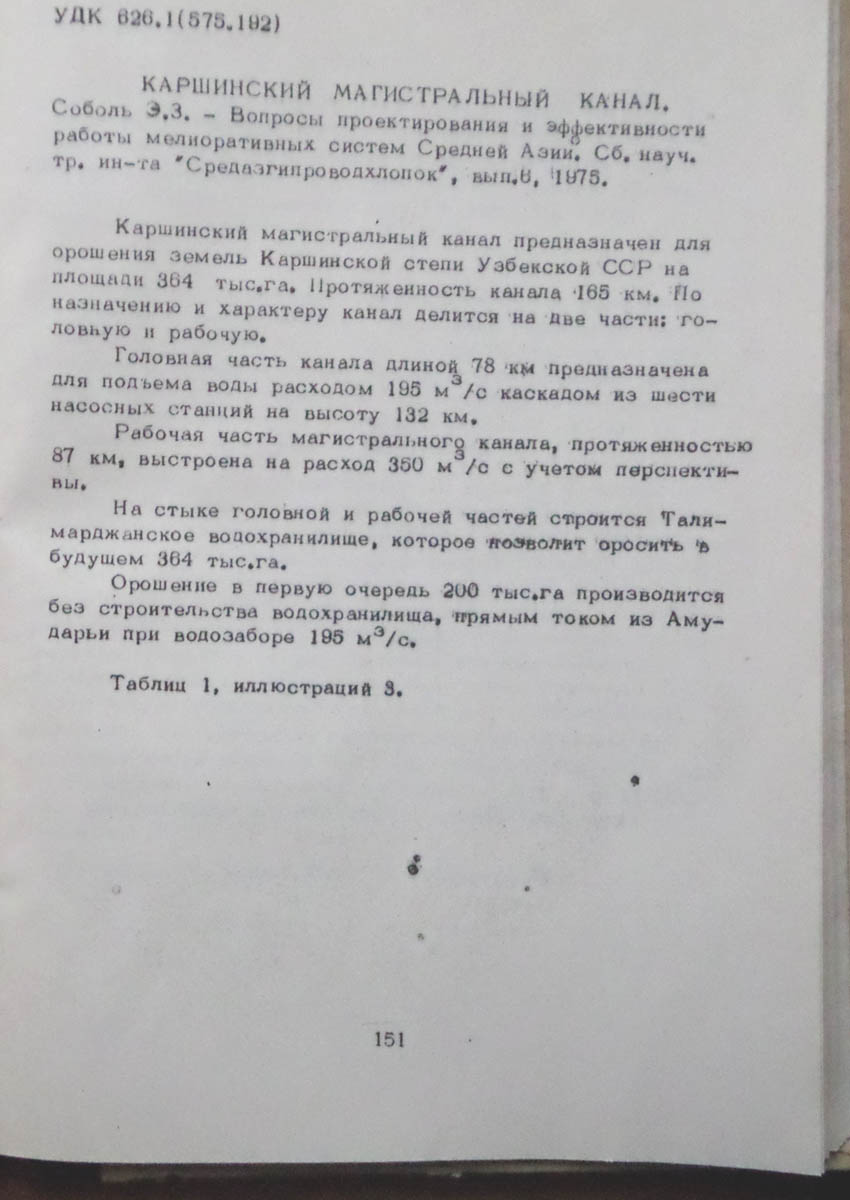 УДК 626.1(575.192)
КАРШИНСКИЙ МАГИСТРАЛЬНЫЙ КАНАЛ.
Соболь Э.З. - Вопросы проектирования и эффективности
работы мелиоративных систем Средней Азии. Сб. науч.
тр. ин-та "Средазгипроводхлопок", вып.6, 1975.
Каршинский магистральный канал предназначен для
орошения земель Каршинской степи Узбекской ССР на
площади 364 тыс.га. Протяженность канала 165 км. По
назначению и характеру канал делится на две части: го-
ловную и рабочую.
Головная часть канала длиной 78 км предназначена
для подъема воды расходом 195 м³/с каскадом из шести
насосных станций на высоту 132 км.
Рабочая часть магистрального канала, протяженностью
87 км, выстроена на расход 350 м³/с с учетом перспекти-
вы.
На стыке головной и рабочей частей строится Тали-
марджанское водохранилище, которое позволит оросить в
будущем 364 тыс.га.
Орошение в первую очередь 200 тыс.га производится
без строительства водохранилища, прямым током из Аму-
дарьи при водозаборе 195 м³/с.
Таблиц 1, иллюстраций 3.
151